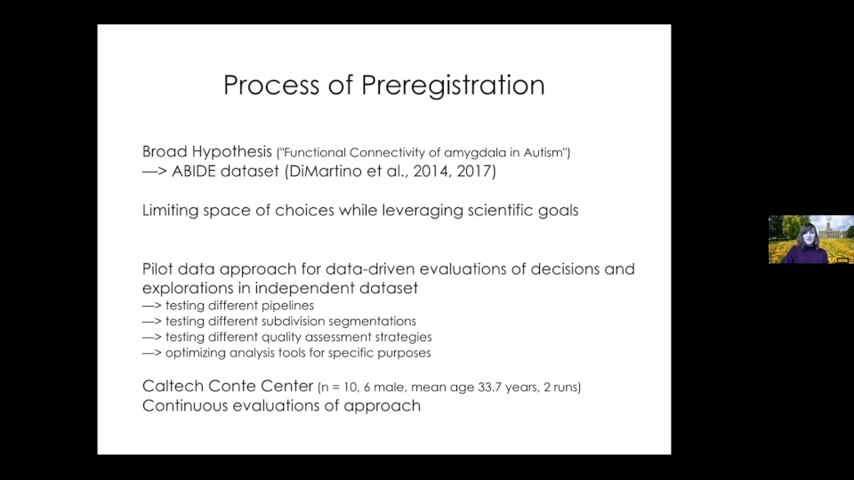 Process of Preregistration
Broad Hypothesis ("Functional Connectivity of amygdala in Autism")
—> ABIDE dataset (DiMartino et al., 2014, 2017)
Limiting space of choices while leveraging scientific goals
Pilot data approach for data-driven evaluations of decisions and
explorations in independent dataset
—> testing different pipelines
—> testing different subdivision segmentations
—> testing different quality assessment strategies
—> optimizing analysis tools for specific purposes
Caltech Conte Center (n = 10, 6 male, mean age 33.7 years, 2 runs)
Continuous evaluations of approach